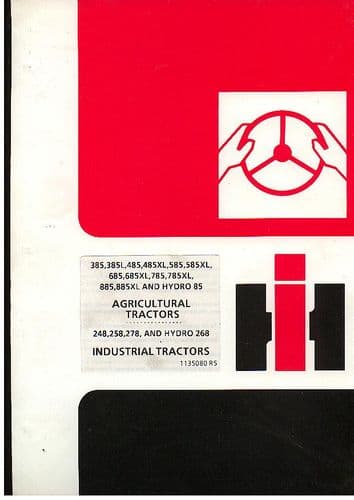 385,385L,485,485XL,585,585XL,
685,685XL,785,785XL,
885,885XL AND HYDRO 85
AGRICULTURAL
TRACTORS
248,258,278, AND HYDRO 268
INDUSTRIAL TRACTORS
1135080 R5